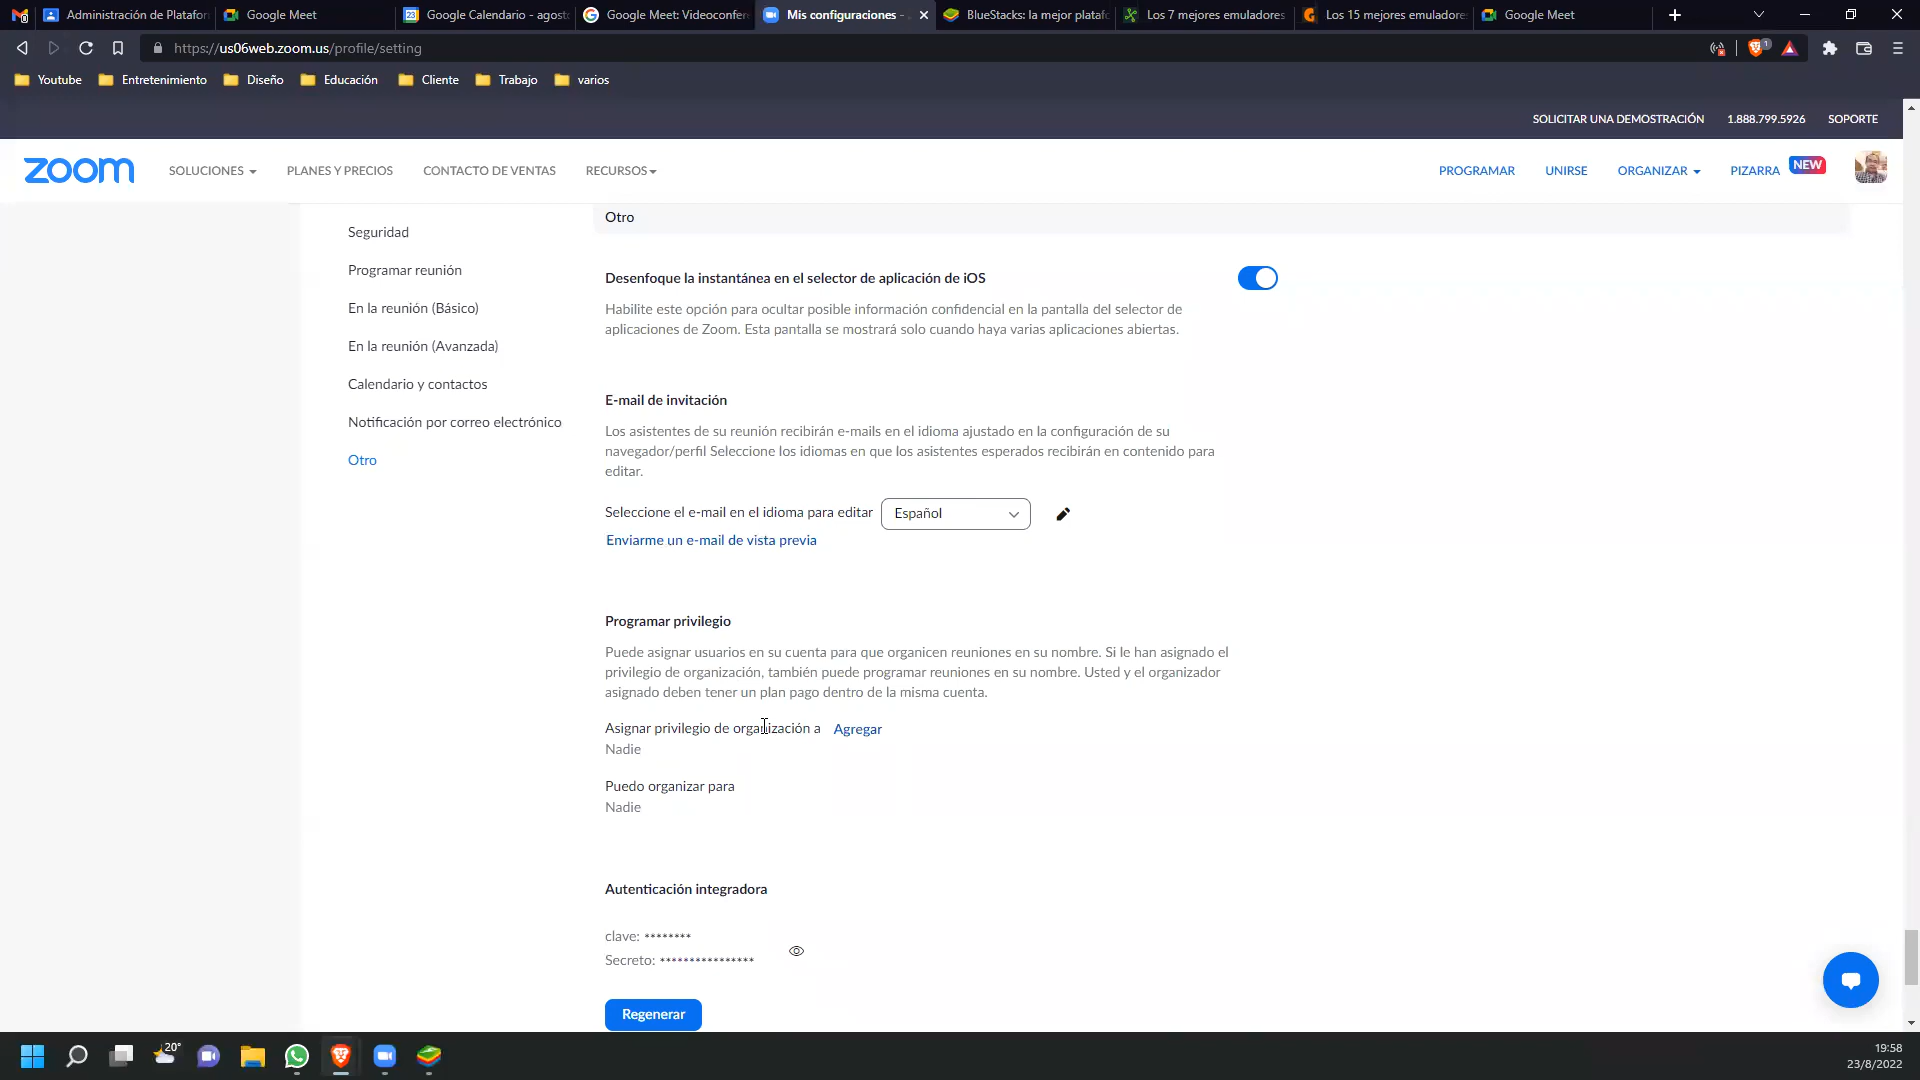 Administración de Platafor
Google Meet
Google Calendario - agost
Google Meet: Videoconfere
Mis configuraciones -
BlueStacks: la mejor plataf
Los 7 mejores emuladores
Los 15 mejores emuladore
Google Meet
https://us06web.zoom.us/profile/setting
1
Youtube
Entretenimiento
Diseño
Educación
Cliente
Trabajo
varios
SOLICITAR UNA DEMOSTRACIÓN
1.888.799.5926
SOPORTE
zoom
SOLUCIONES
PLANES Y PRECIOS
CONTACTO DE VENTAS
RECURSOS
PROGRAMAR
UNIRSE
ORGANIZAR
PIZARRA
NEW
Seguridad
Programar reunión
En la reunión (Básico)
En la reunión (Avanzada)
Calendario y contactos
Notificación por correo electrónico
Otro
Otro
Desenfoque la instantánea en el selector de aplicación de iOS
Habilite este opción para ocultar posible información confidencial en la pantalla del selector de
aplicaciones de Zoom. Esta pantalla se mostrará solo cuando haya varias aplicaciones abiertas.
E-mail de invitación
Los asistentes de su reunión recibirán e-mails en el idioma ajustado en la configuración de su
navegador/perfil Seleccione los idiomas en que los asistentes esperados recibirán en contenido para
editar.
Seleccione el e-mail en el idioma para editar
Español
Enviarme un e-mail de vista previa
Programar privilegio
Puede asignar usuarios en su cuenta para que organicen reuniones en su nombre. Si le han asignado el
privilegio de organización, también puede programar reuniones en su nombre. Usted y el organizador
asignado deben tener un plan pago dentro de la misma cuenta.
Asignar privilegio de organización a Agregar
Nadie
Puedo organizar para
Nadie
Autenticación integradora
clave: ********
Secreto: ****************
Regenerar
20°
19:58
23/8/2022